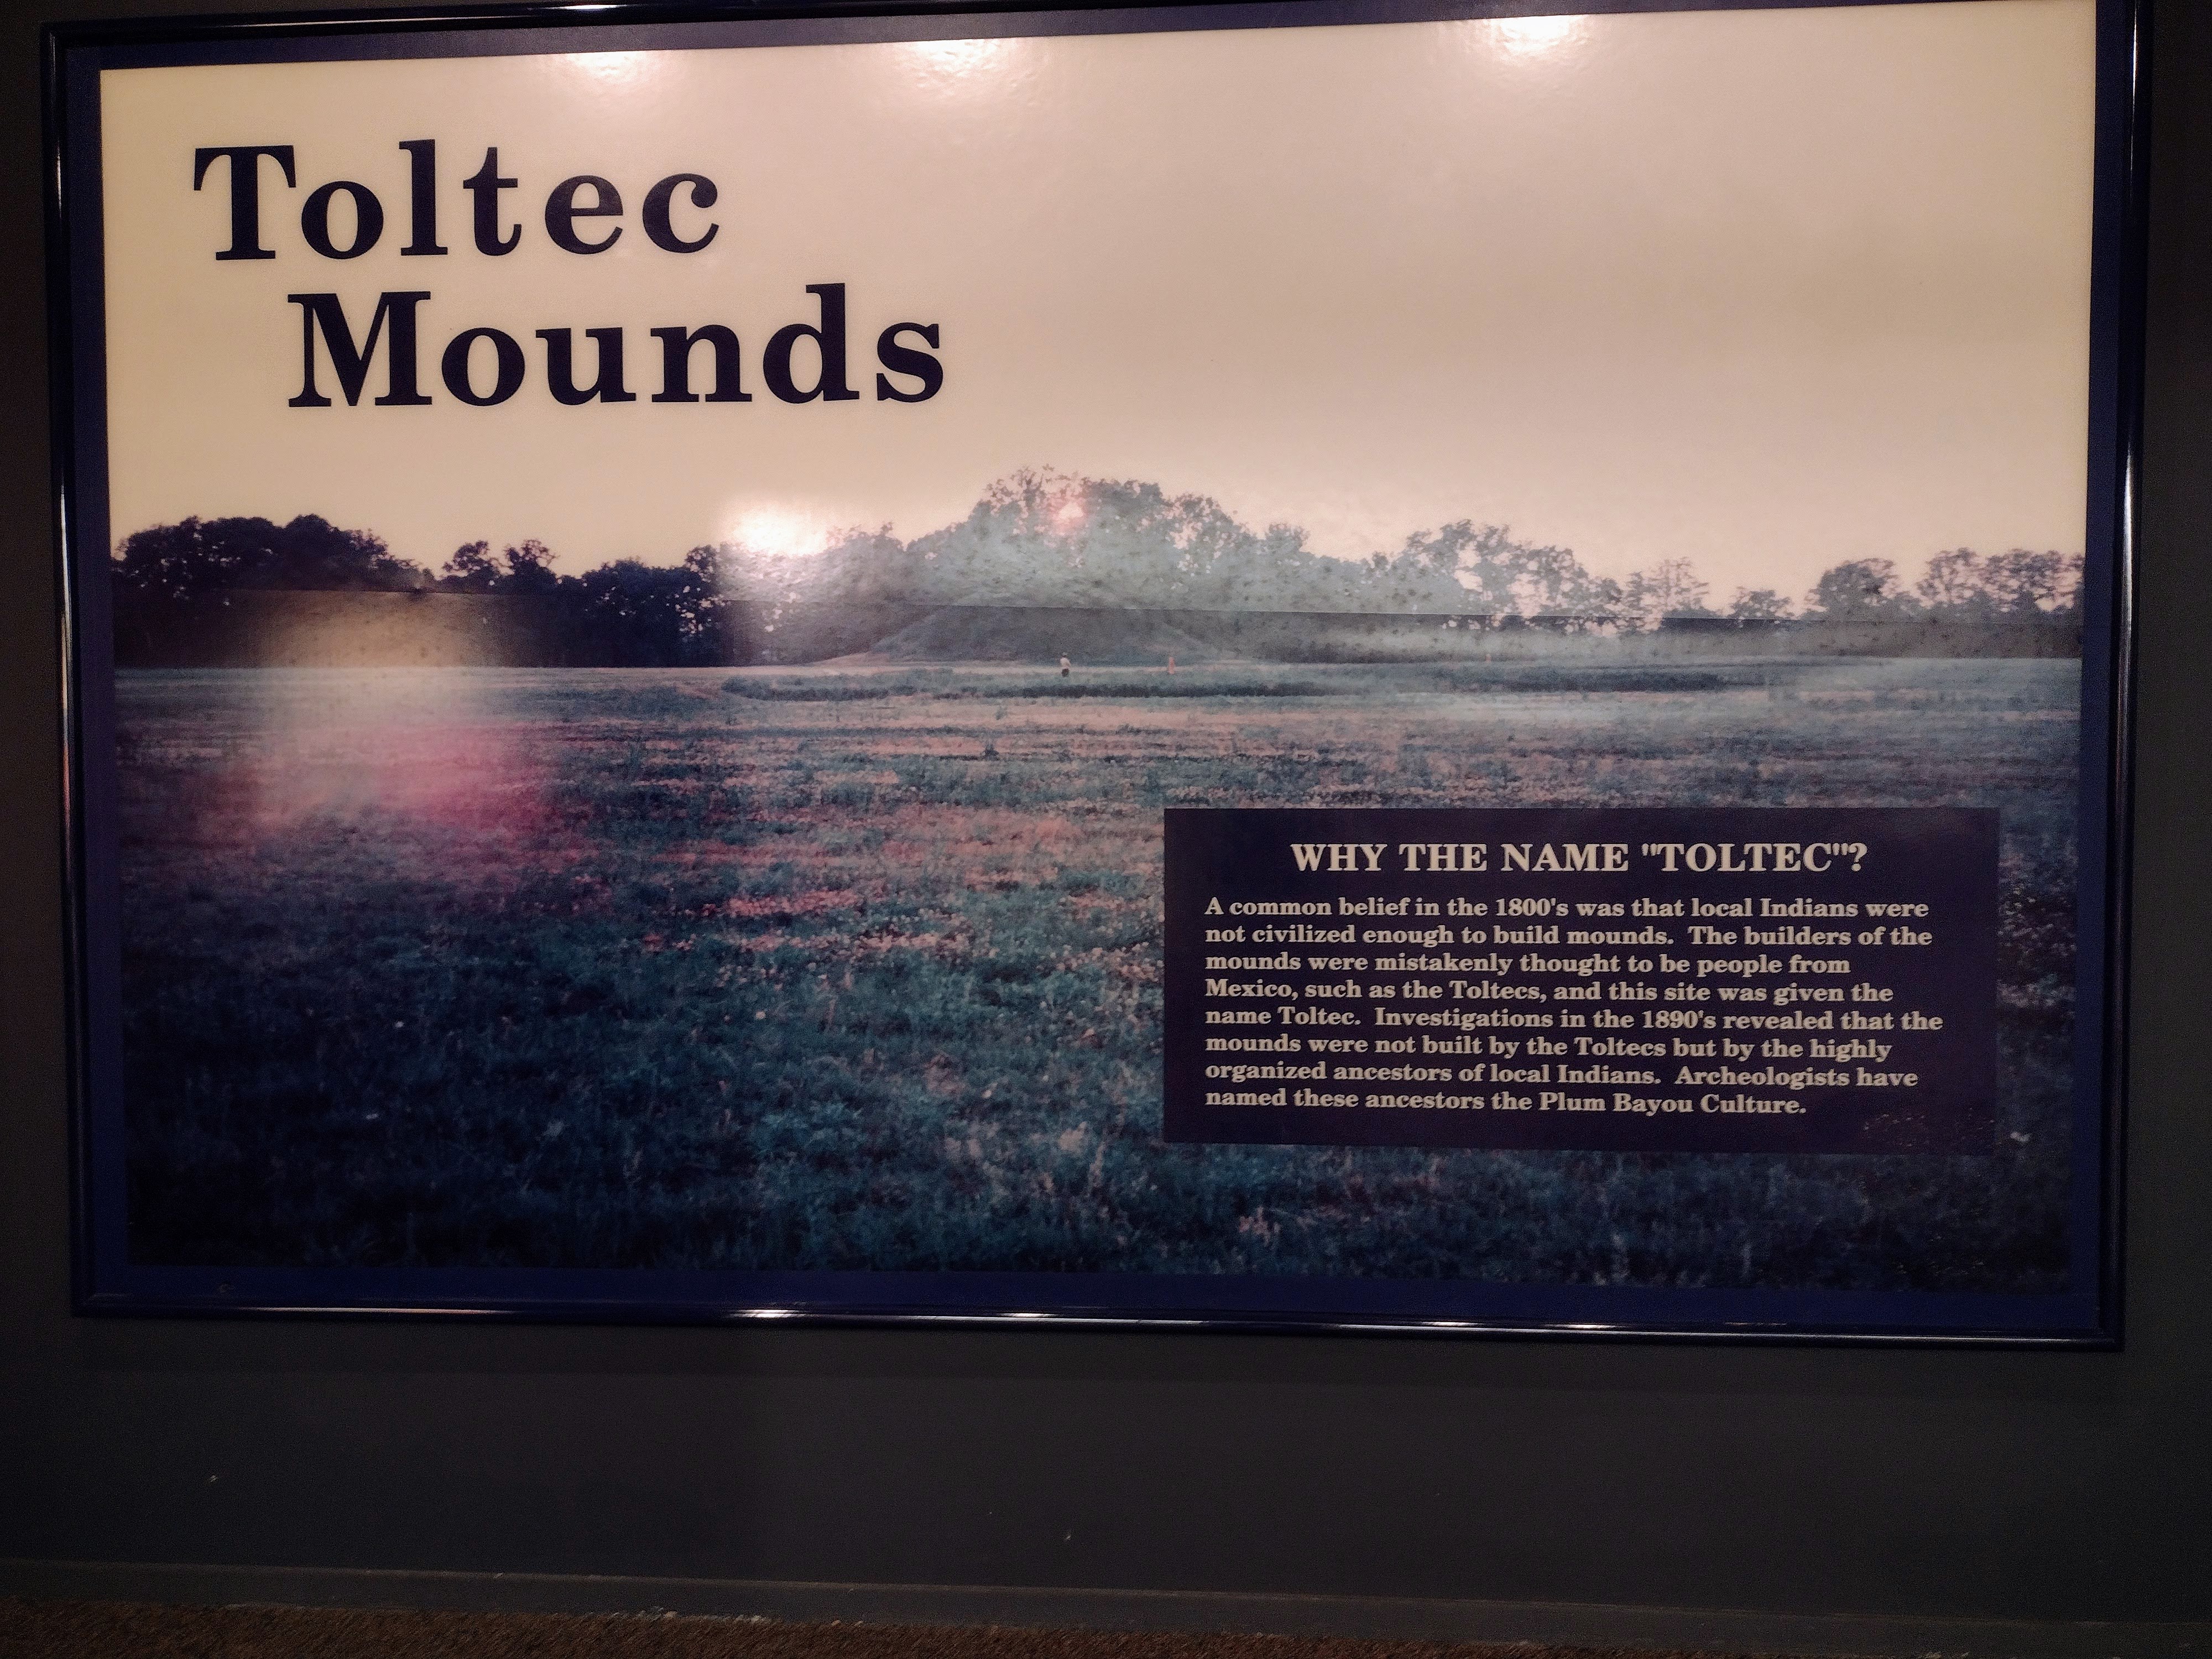 Toltec
Mounds
WHY THE NAME "TOLTEC"?
A common belief in the 1800's was that local Indians were
not civilized enough to build mounds. The builders of the
mounds were mistakenly thought to be people from
Mexico, such as the Toltecs, and this site was given the
name Toltec. Investigations in the 1890's revealed that the
mounds were not built by the Toltecs but by the highly
organized ancestors of local Indians. Archeologists have
named these ancestors the Plum Bayou Culture.